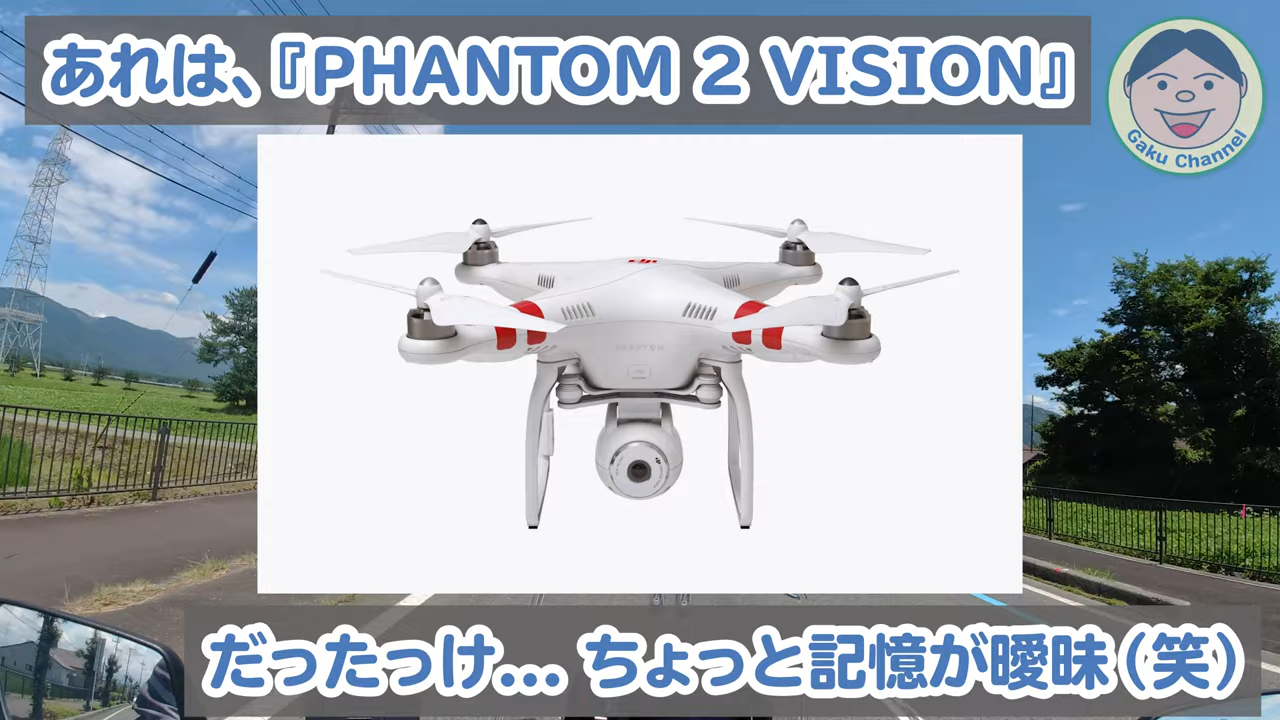 あれは、『PHANTOM 2 VISION』
Gaku Channel
dji
PHANTOM
だったっけ... ちょっと記憶が曖昧（笑）